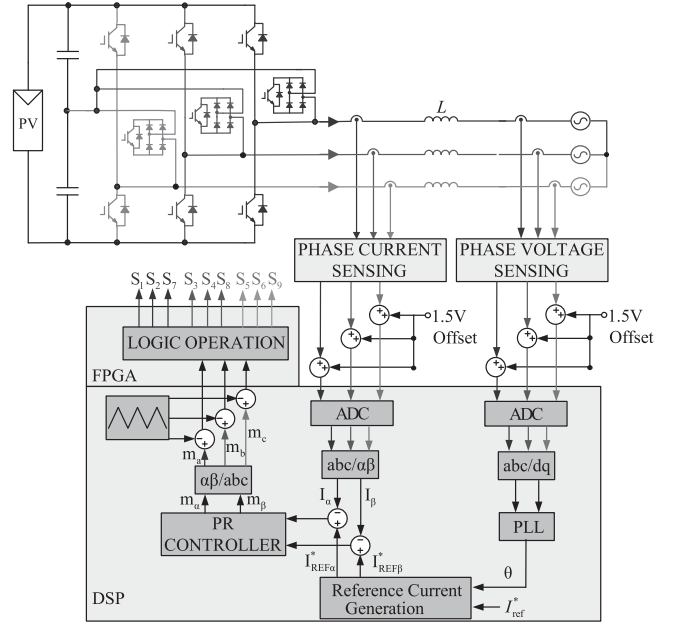 PV
L
PHASE CURRENT
SENSING
PHASE VOLTAGE
SENSING
S1 S2 S7 S3 S4 S8 S5 S6 S9
1.5V
Offset
1.5V
Offset
LOGIC OPERATION
FPGA
ADC
ADC
ma
mb
mc
αβ/abc
abc/αβ
abc/dq
mα
mβ
Iα
Iβ
PR
CONTROLLER
PLL
I*REFα
I*REFβ
θ
Reference Current
Generation
I*ref
DSP